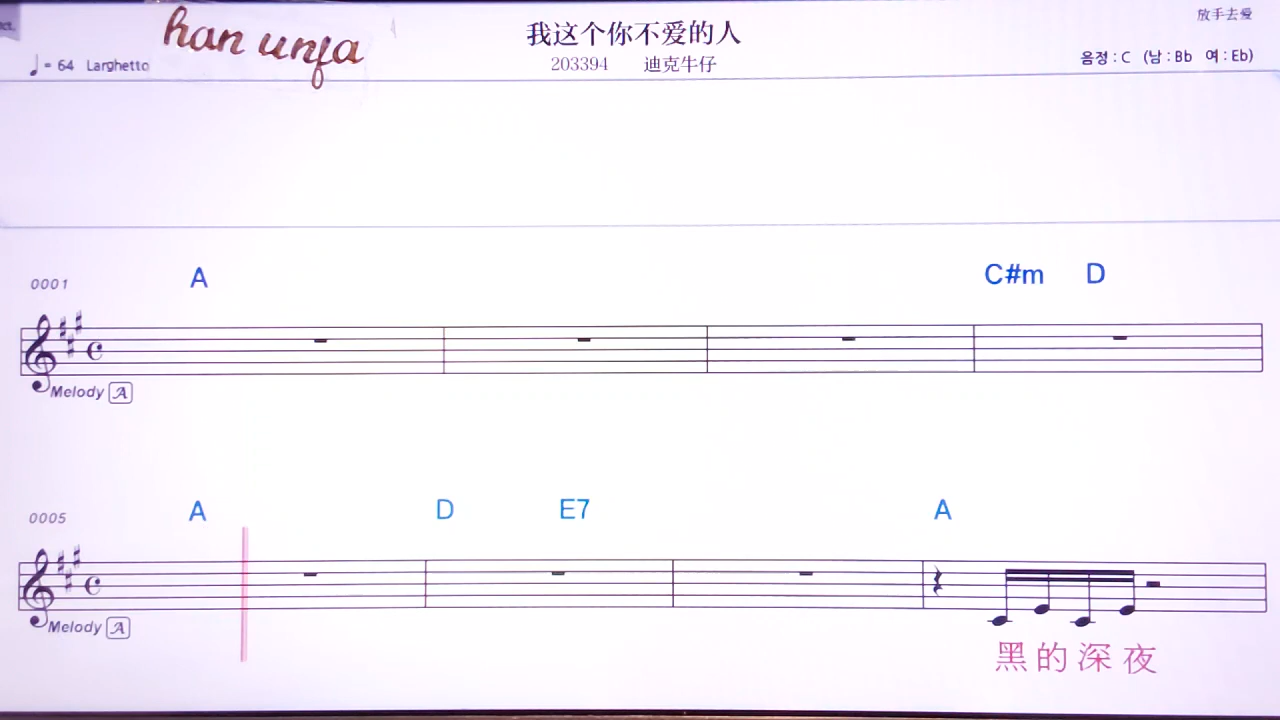 han unja
我这个你不爱的人
放手去爱
♩= 64 Larghetto
203394 迪克牛仔
음정 : C (남 : Bb 여 : Eb)
0001 A C#m D
Melody A
0005 A D E7 A
Melody A
黑的深夜